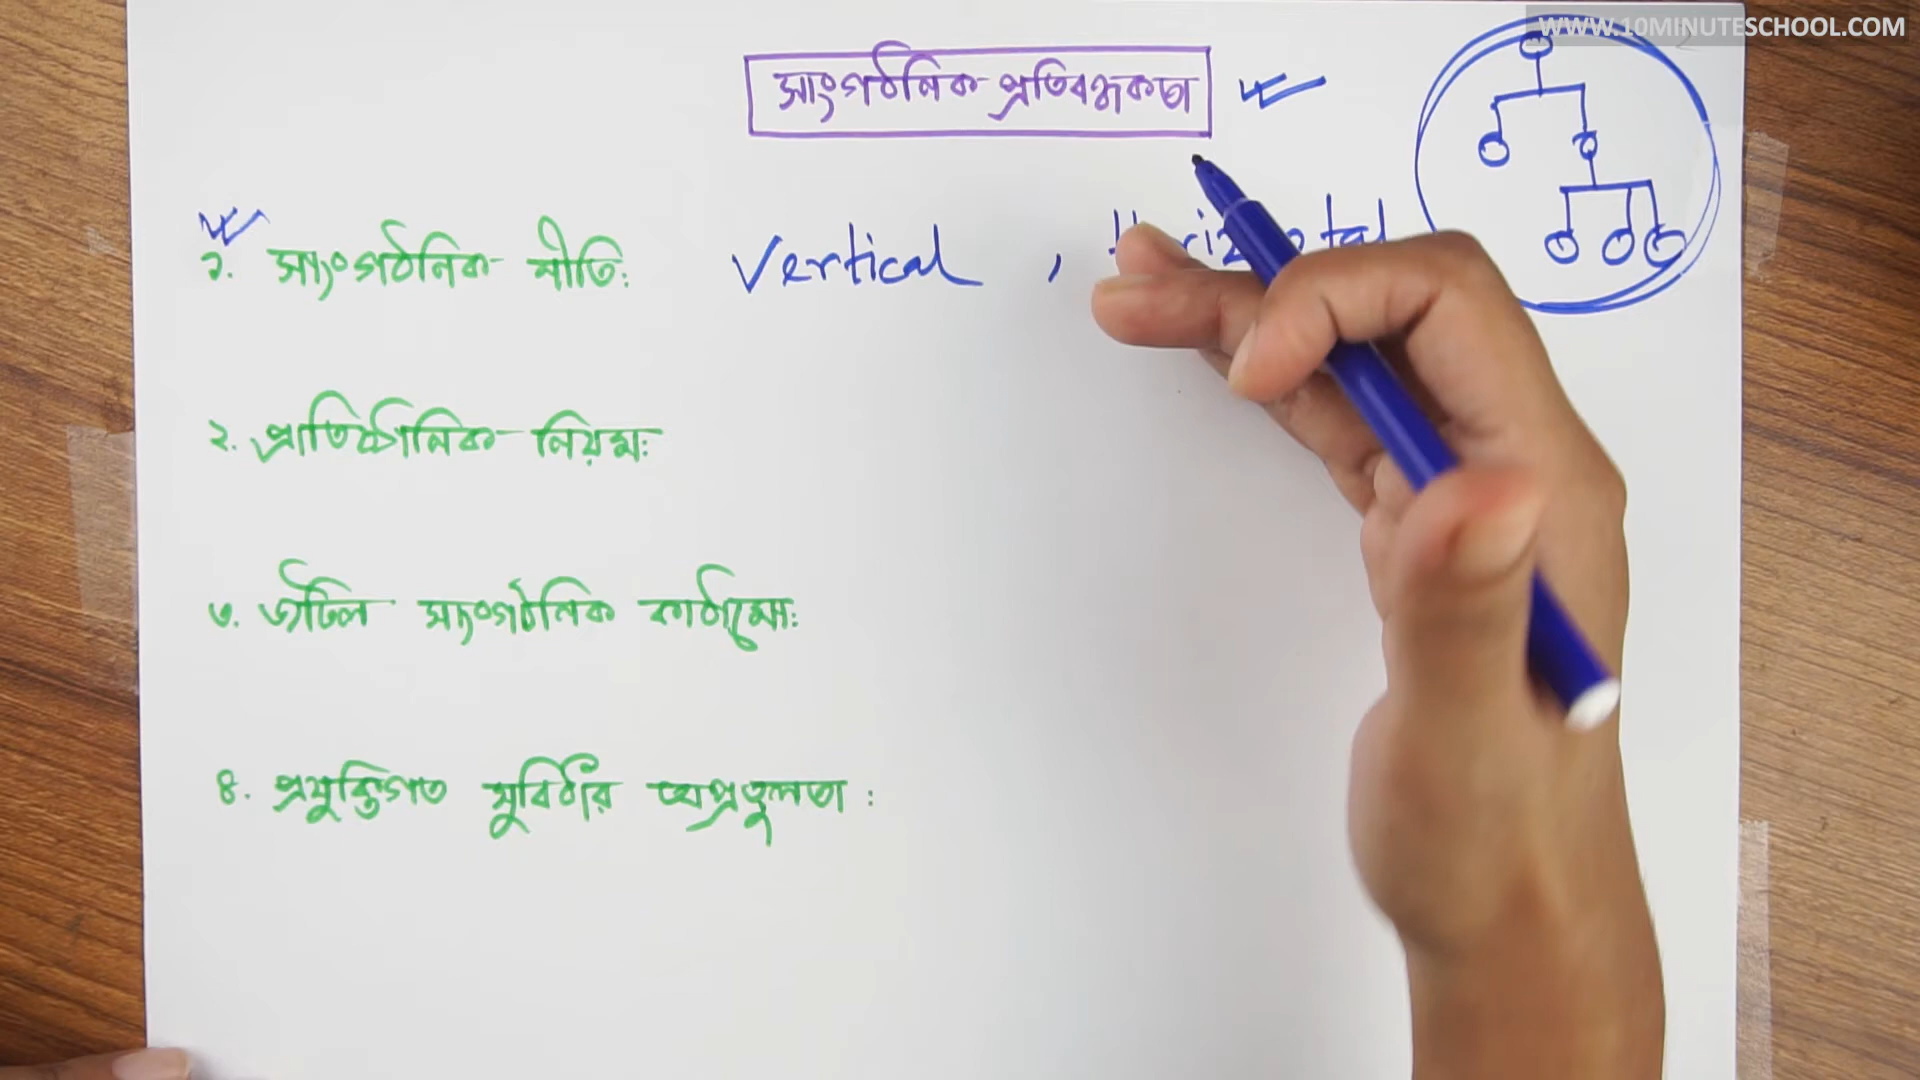 WWW.10MINUTESCHOOL.COM
সাংগঠনিক প্রতিবন্ধকতা
১. সাংগঠনিক নীতি: Vertical , Horizontal
২. প্রাতিষ্ঠানিক নিয়ম:
৩. জটিল সাংগঠনিক কাঠামো:
৪. প্রযুক্তিগত সুবিধার অপ্রতুলতা :